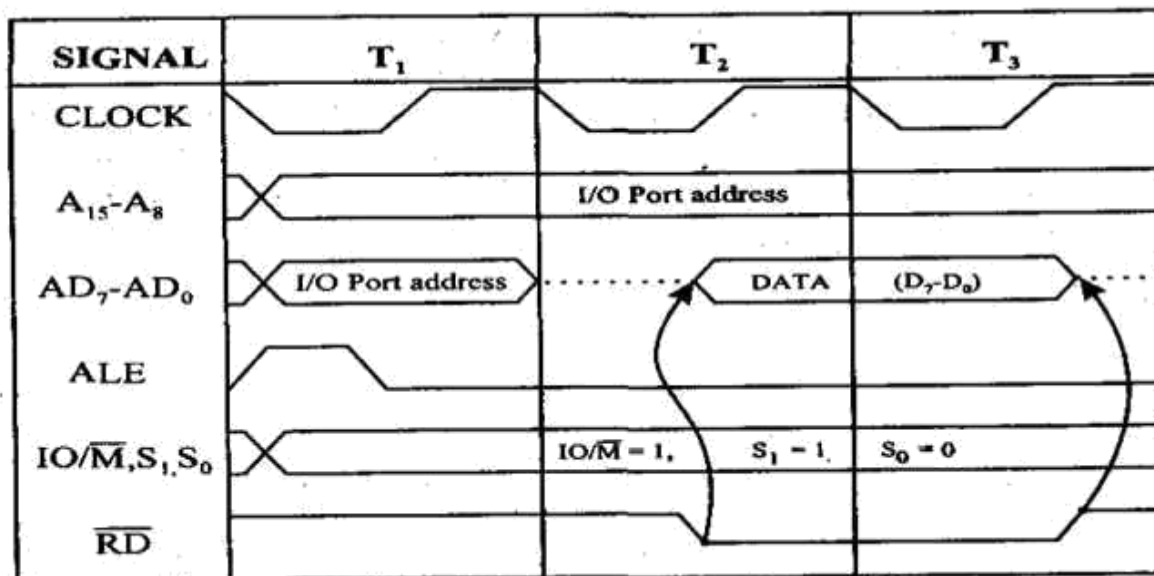 SIGNAL T₁ T₂ T₃
CLOCK
A₁₅-A₈ I/O Port address
AD₇-AD₀ I/O Port address DATA (D₇-D₀)
ALE
IO/M̅,S₁,S₀ IO/M̅ = 1, S₁ = 1, S₀ = 0
R̅D̅